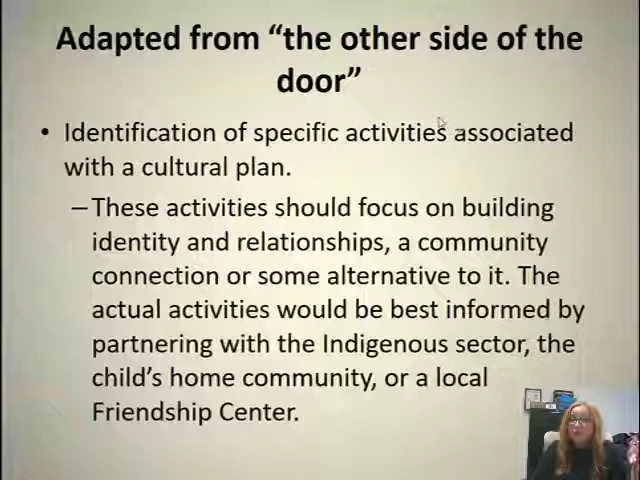 Adapted from “the other side of the
door”
• Identification of specific activities associated
with a cultural plan.
–These activities should focus on building
identity and relationships, a community
connection or some alternative to it. The
actual activities would be best informed by
partnering with the Indigenous sector, the
child’s home community, or a local
Friendship Center.